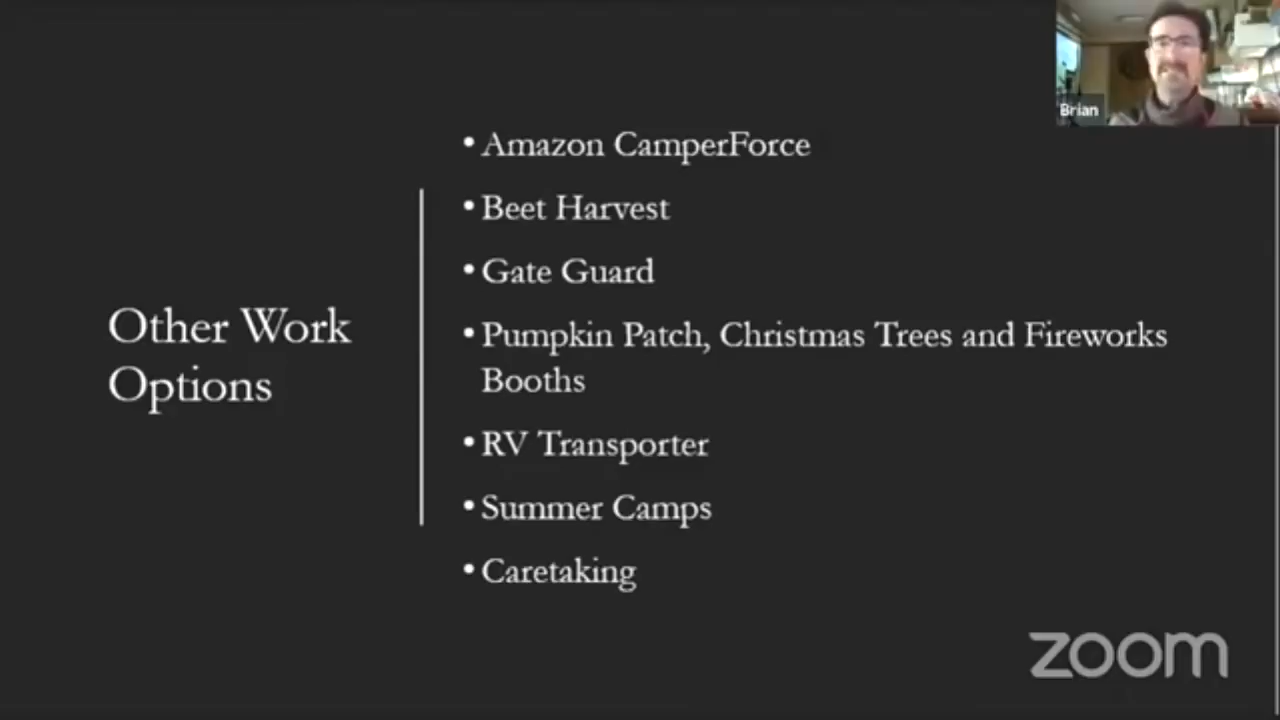 Brian
• Amazon CamperForce
• Beet Harvest
• Gate Guard
Other Work
Options
• Pumpkin Patch, Christmas Trees and Fireworks
Booths
• RV Transporter
• Summer Camps
• Caretaking
zoom